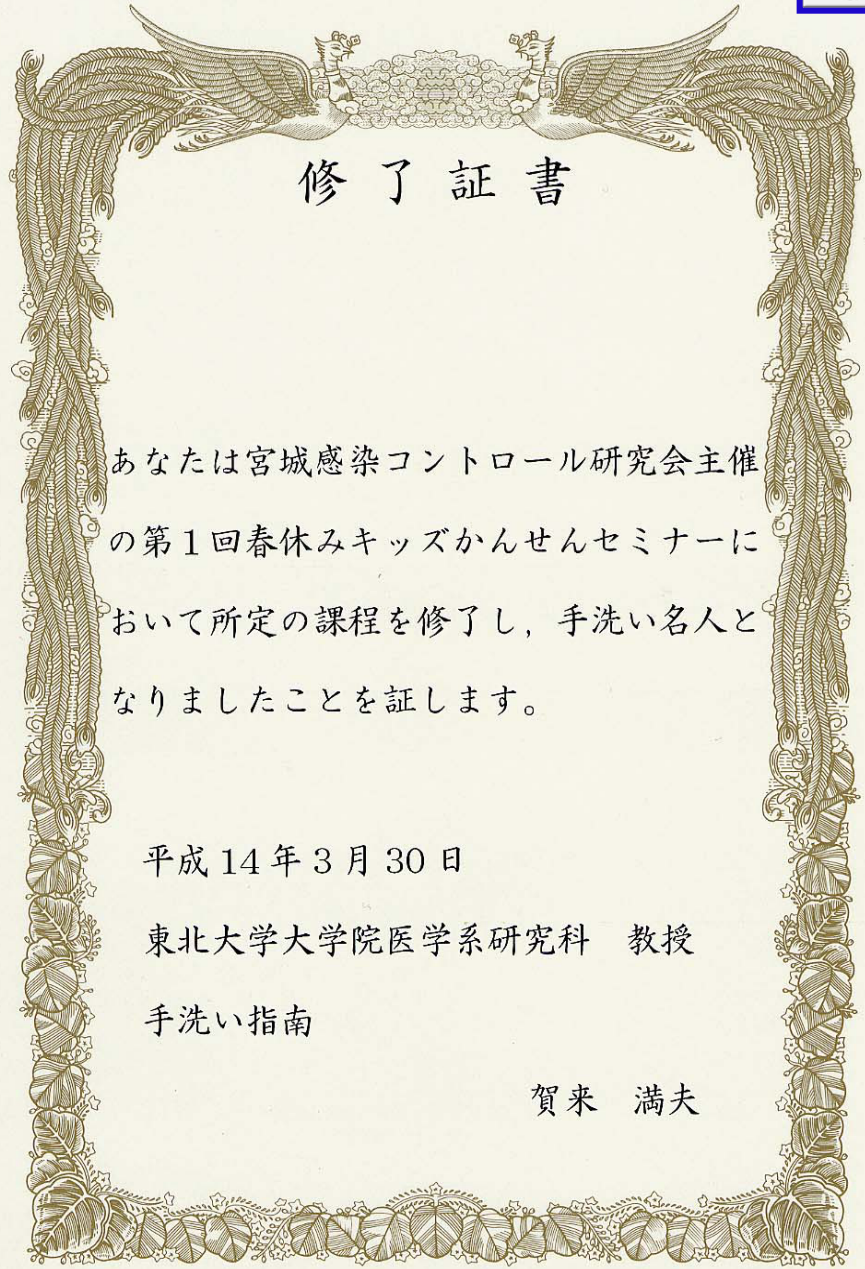 修了証書
あなたは宮城感染コントロール研究会主催
の第1回春休みキッズかんせんセミナーに
おいて所定の課程を修了し，手洗い名人と
なりましたことを証します。
平成14年3月30日
東北大学大学院医学系研究科　教授
手洗い指南
賀来　満夫